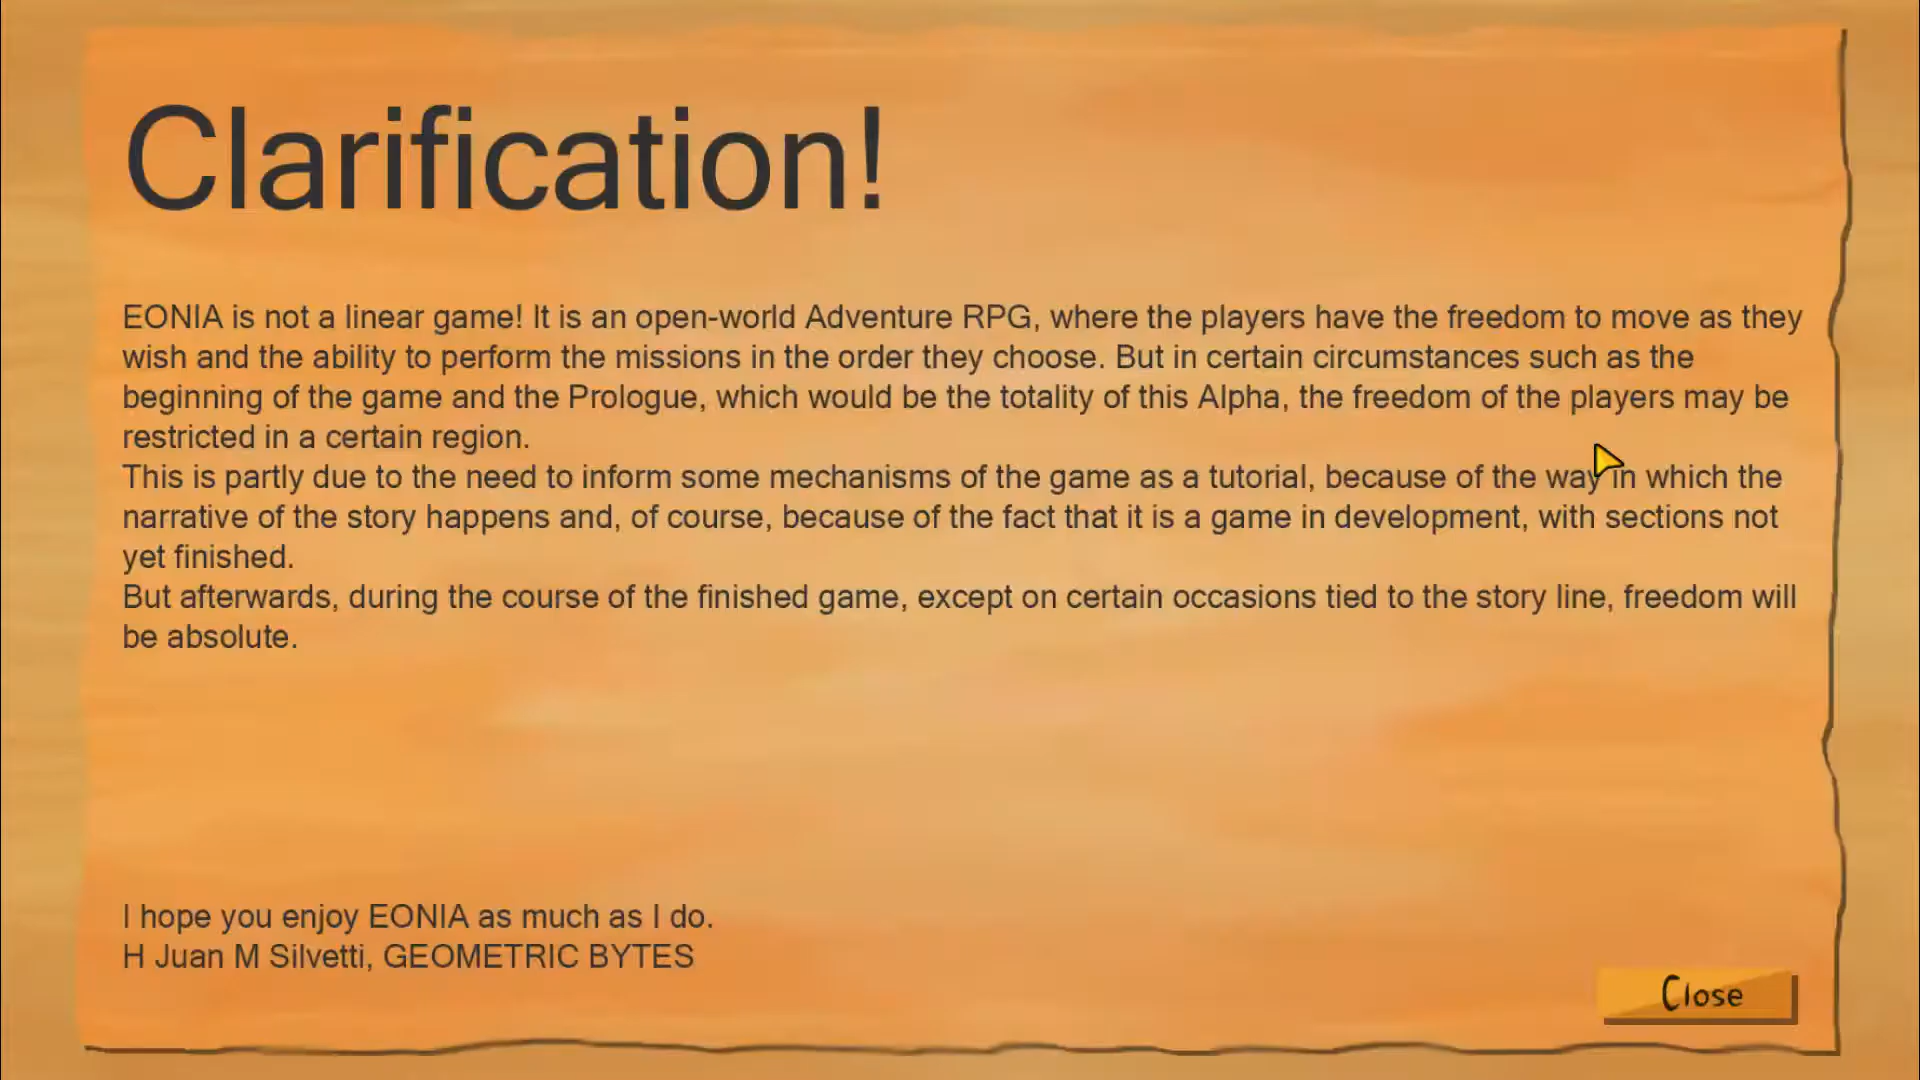 Clarification!
EONIA is not a linear game! It is an open-world Adventure RPG, where the players have the freedom to move as they
wish and the ability to perform the missions in the order they choose. But in certain circumstances such as the
beginning of the game and the Prologue, which would be the totality of this Alpha, the freedom of the players may be
restricted in a certain region.
This is partly due to the need to inform some mechanisms of the game as a tutorial, because of the way in which the
narrative of the story happens and, of course, because of the fact that it is a game in development, with sections not
yet finished.
But afterwards, during the course of the finished game, except on certain occasions tied to the story line, freedom will
be absolute.
I hope you enjoy EONIA as much as I do.
H Juan M Silvetti, GEOMETRIC BYTES
Close